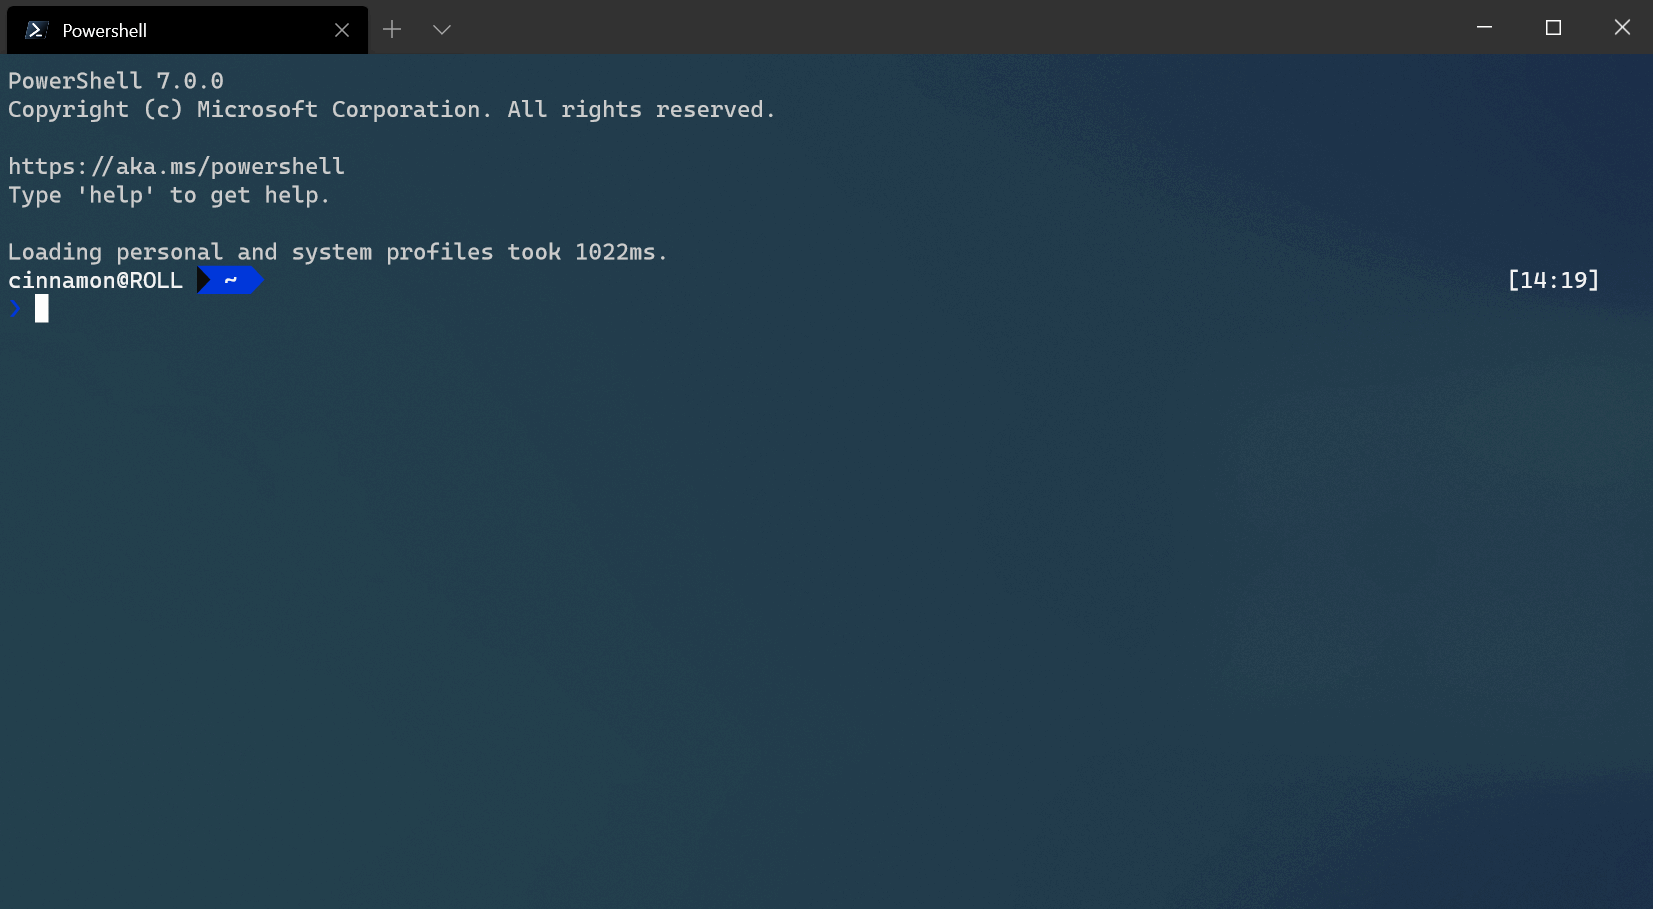 Powershell
PowerShell 7.0.0
Copyright (c) Microsoft Corporation. All rights reserved.
https://aka.ms/powershell
Type 'help' to get help.
Loading personal and system profiles took 1022ms.
cinnamon@ROLL ~ [14:19]
❯